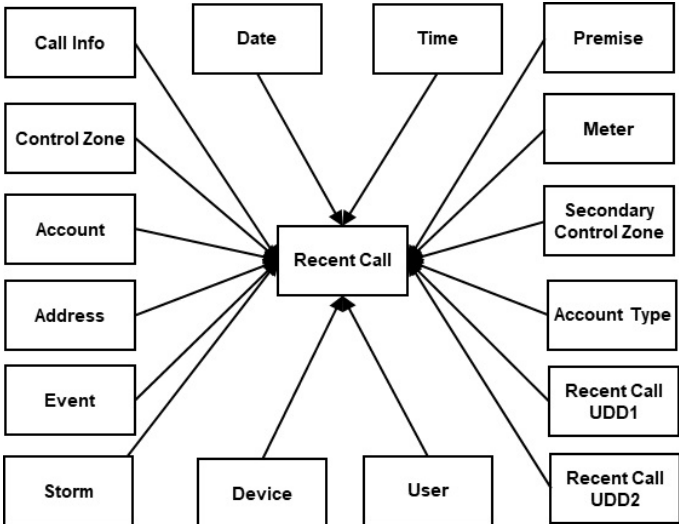 Call Info
Date
Time
Premise
Control Zone
Meter
Account
Secondary
Control Zone
Recent Call
Address
Account Type
Event
Recent Call
UDD1
Storm
Device
User
Recent Call
UDD2